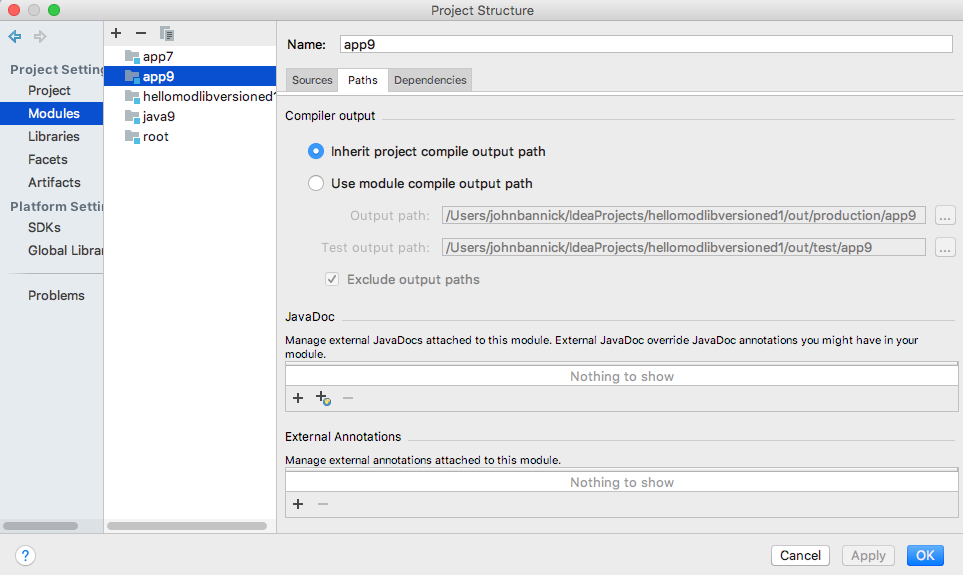 Project Structure
Project Settin
Project
Modules
Libraries
Facets
Artifacts
Platform Setti
SDKs
Global Librar
Problems
app7
app9
hellomodlibversioned1
java9
root
Name: app9
Sources Paths Dependencies
Compiler output
Inherit project compile output path
Use module compile output path
Output path: /Users/johnbannick/IdeaProjects/hellomodlibversioned1/out/production/app9 ...
Test output path: /Users/johnbannick/IdeaProjects/hellomodlibversioned1/out/test/app9 ...
Exclude output paths
JavaDoc
Manage external JavaDocs attached to this module. External JavaDoc override JavaDoc annotations you might have in your
module.
Nothing to show
External Annotations
Manage external annotations attached to this module.
Nothing to show
?
Cancel Apply OK